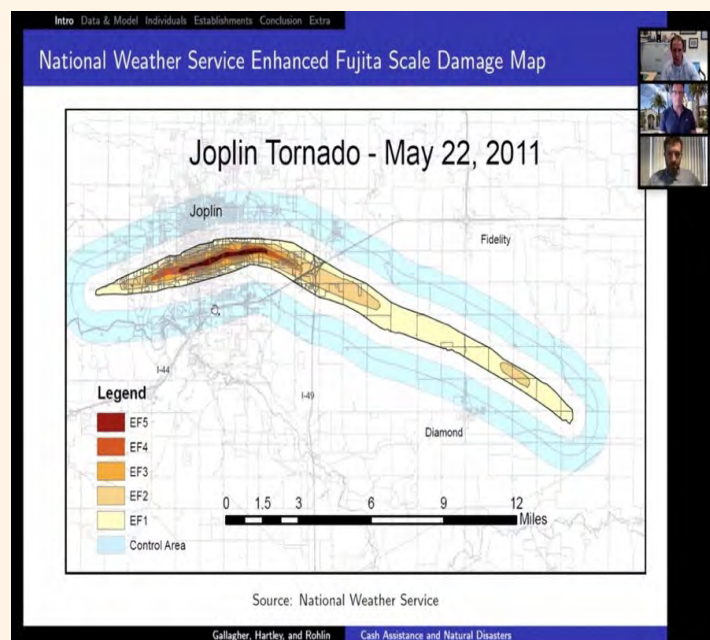 Intro Data & Model Individuals Establishments Conclusion Extra
National Weather Service Enhanced Fujita Scale Damage Map
Joplin Tornado - May 22, 2011
Joplin
Fidelity
I-44
I-49
Diamond
Legend
EF5
EF4
EF3
EF2
EF1
Control Area
0 1.5 3 6 9 12
Miles
Source: National Weather Service
Gallagher, Hartley, and Rohlin Cash Assistance and Natural Disasters